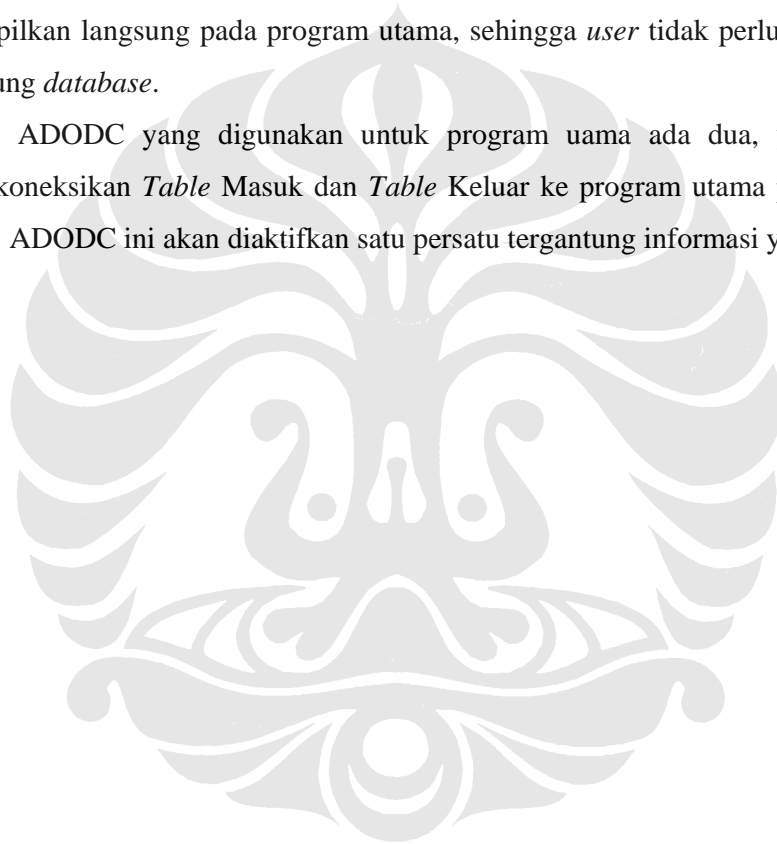 pilkan langsung pada program utama, sehingga user tidak perlu
ung database.
ADODC yang digunakan untuk program uama ada dua,
koneksikan Table Masuk dan Table Keluar ke program utama
ADODC ini akan diaktifkan satu persatu tergantung informasi y